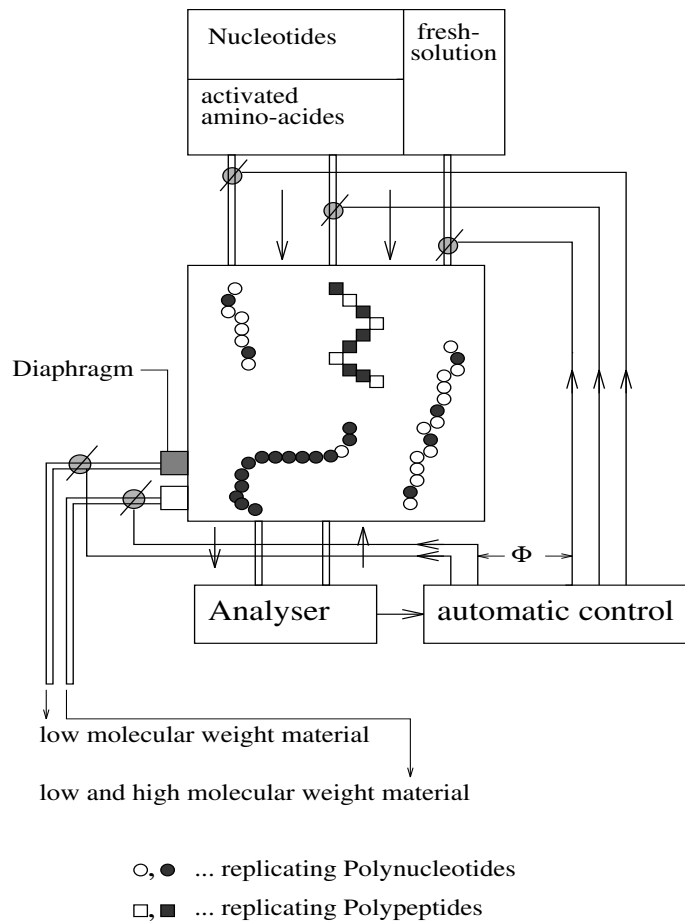 Nucleotides
fresh-
solution
activated
amino-acides
Diaphragm
Φ
Analyser
automatic control
low molecular weight material
low and high molecular weight material
, ... replicating Polynucleotides
, ... replicating Polypeptides